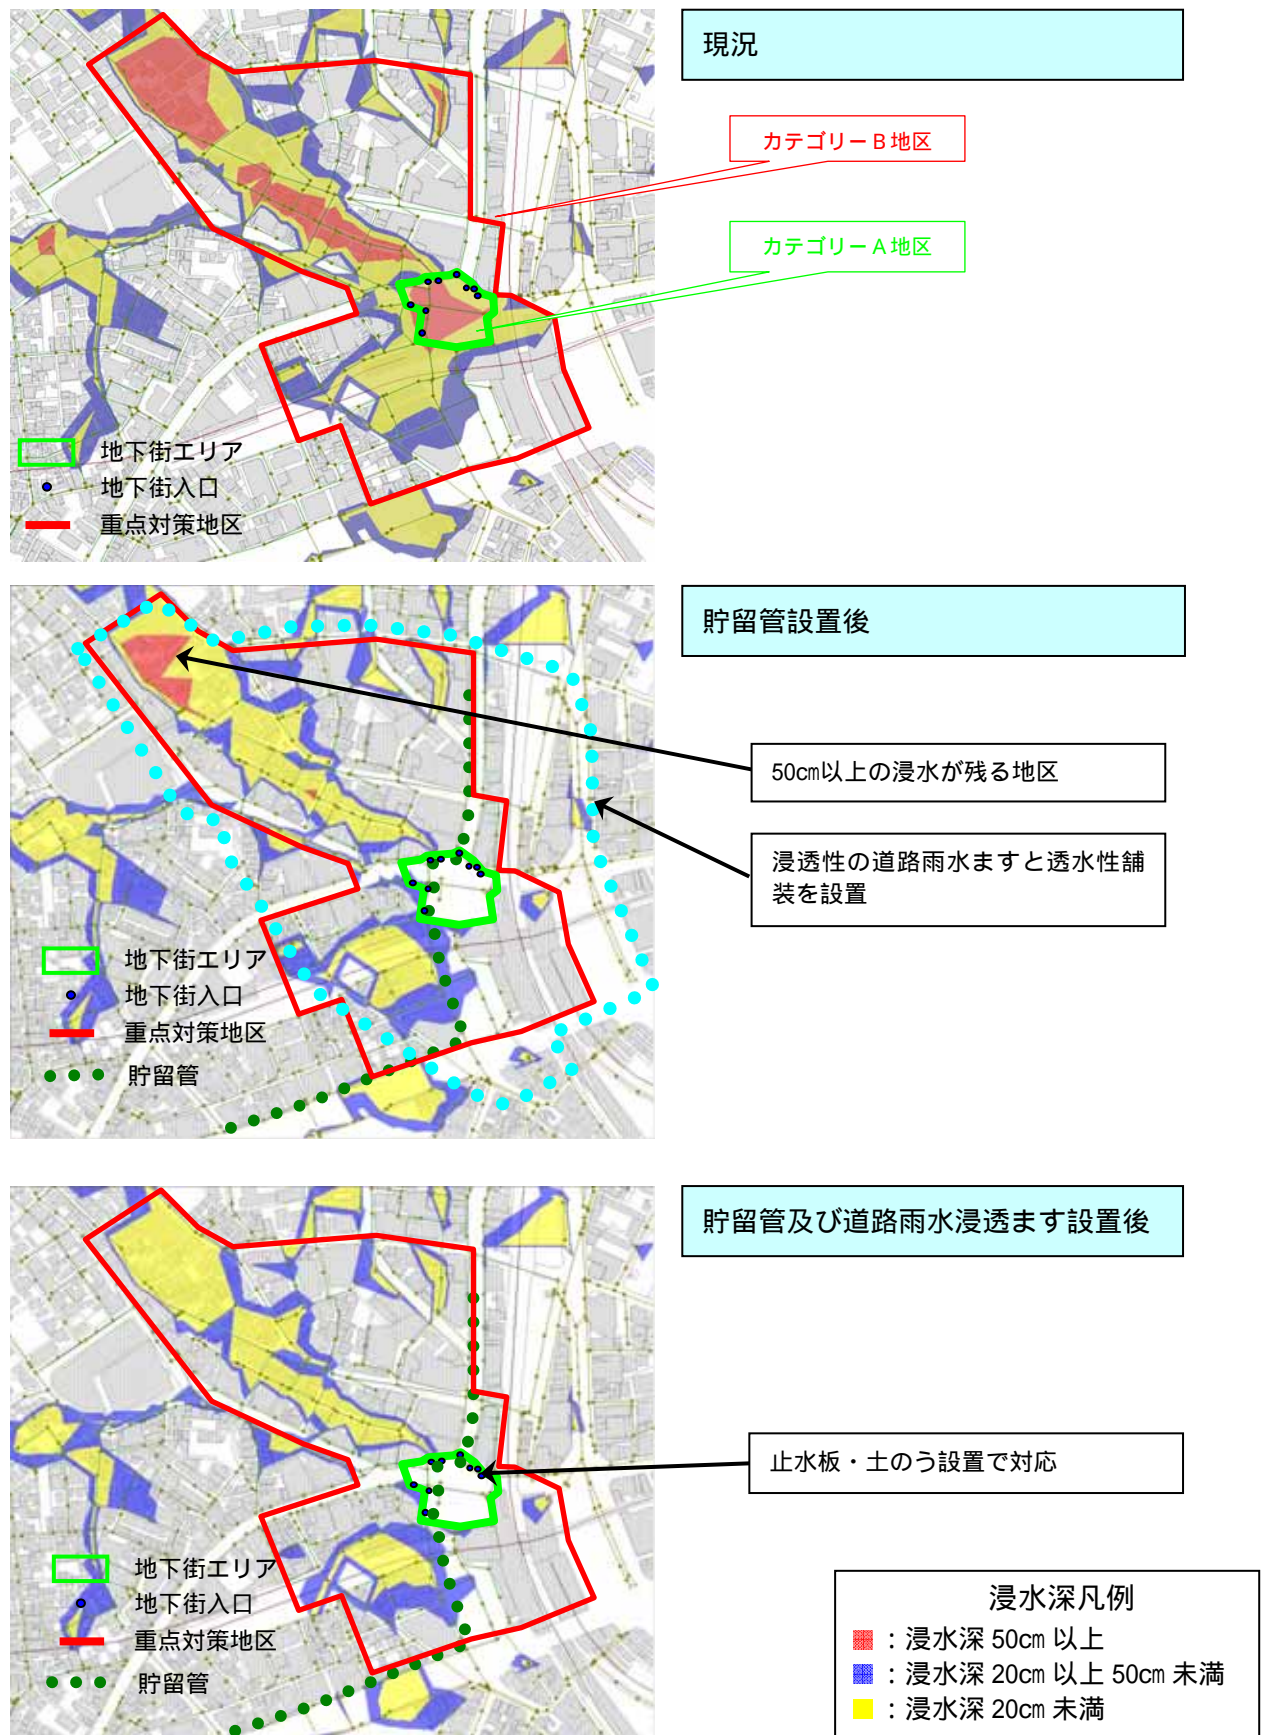 現況
カテゴリーB地区
カテゴリーA地区
地下街エリア
地下街入口
重点対策地区
貯留管設置後
50㎝以上の浸水が残る地区
浸透性の道路雨水ますと透水性舗
装を設置
地下街エリア
地下街入口
重点対策地区
貯留管
貯留管及び道路雨水浸透ます設置後
止水板・土のう設置で対応
地下街エリア
地下街入口
重点対策地区
貯留管
浸水深凡例
：浸水深 50㎝ 以上
：浸水深 20㎝ 以上 50㎝ 未満
：浸水深 20㎝ 未満